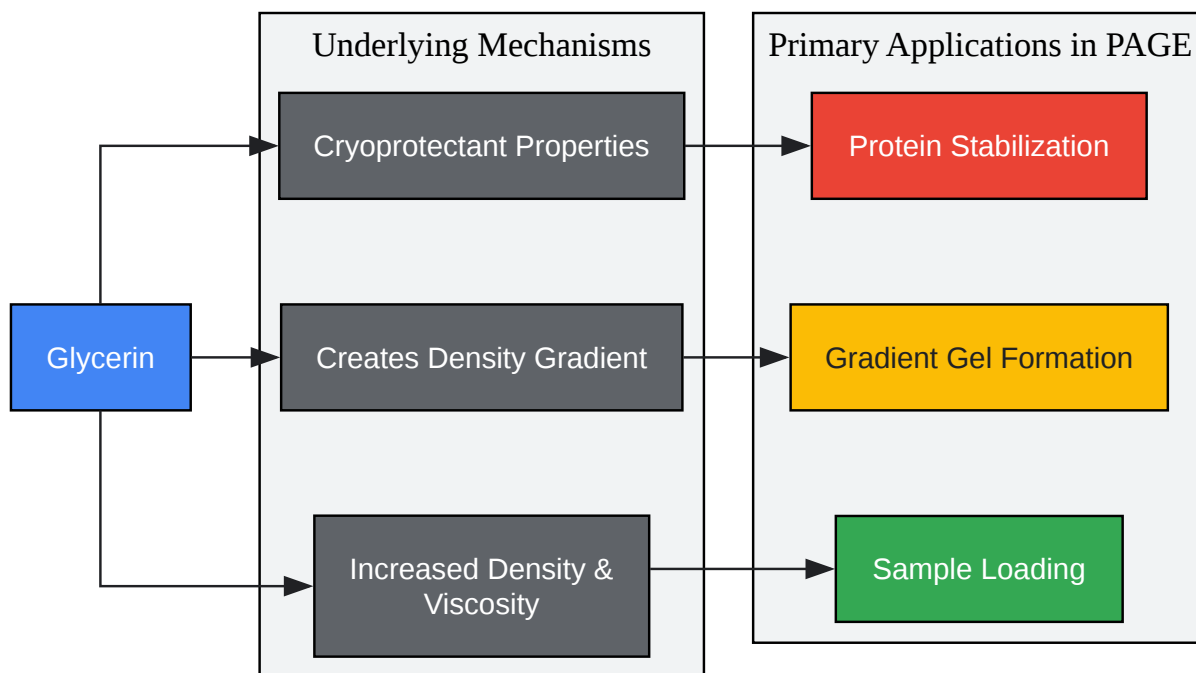 Underlying Mechanisms
Primary Applications in PAGE
Cryoprotectant Properties
Protein Stabilization
Glycerin
Creates Density Gradient
Gradient Gel Formation
Increased Density &
Viscosity
Sample Loading